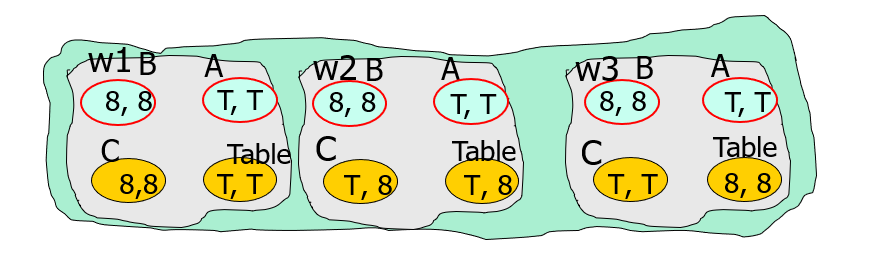 w1 B A w2 B A w3 B A
8, 8 T, T 8, 8 T, T 8, 8 T, T
C Table C Table C Table
8,8 T, T T, 8 T, 8 T, T 8, 8